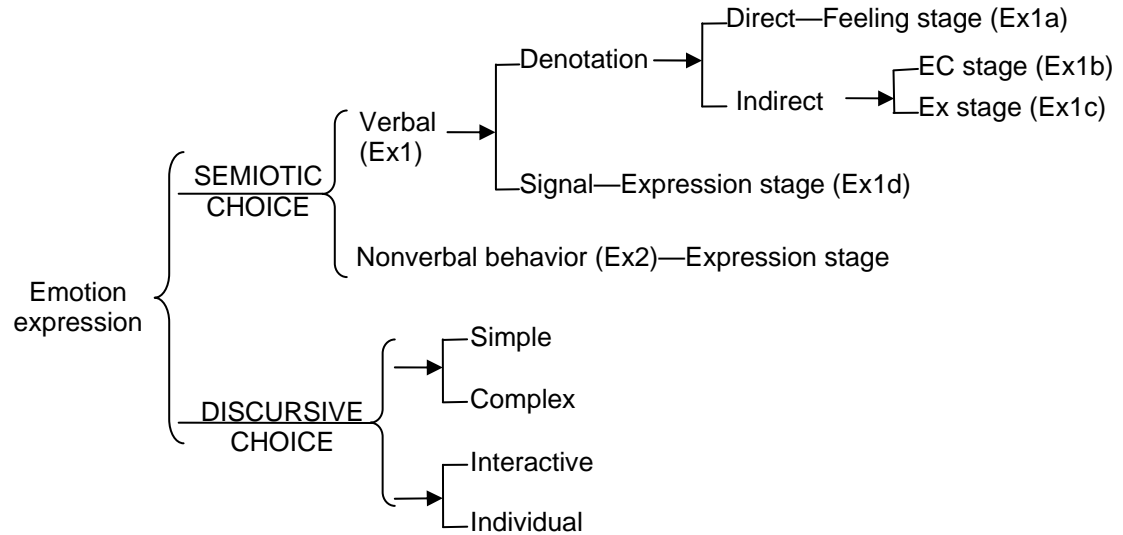 Direct—Feeling stage (Ex1a)
Denotation
EC stage (Ex1b)
Indirect
Ex stage (Ex1c)
Verbal
(Ex1)
SEMIOTIC
CHOICE
Signal—Expression stage (Ex1d)
Nonverbal behavior (Ex2)—Expression stage
Emotion
expression
Simple
Complex
DISCURSIVE
CHOICE
Interactive
Individual